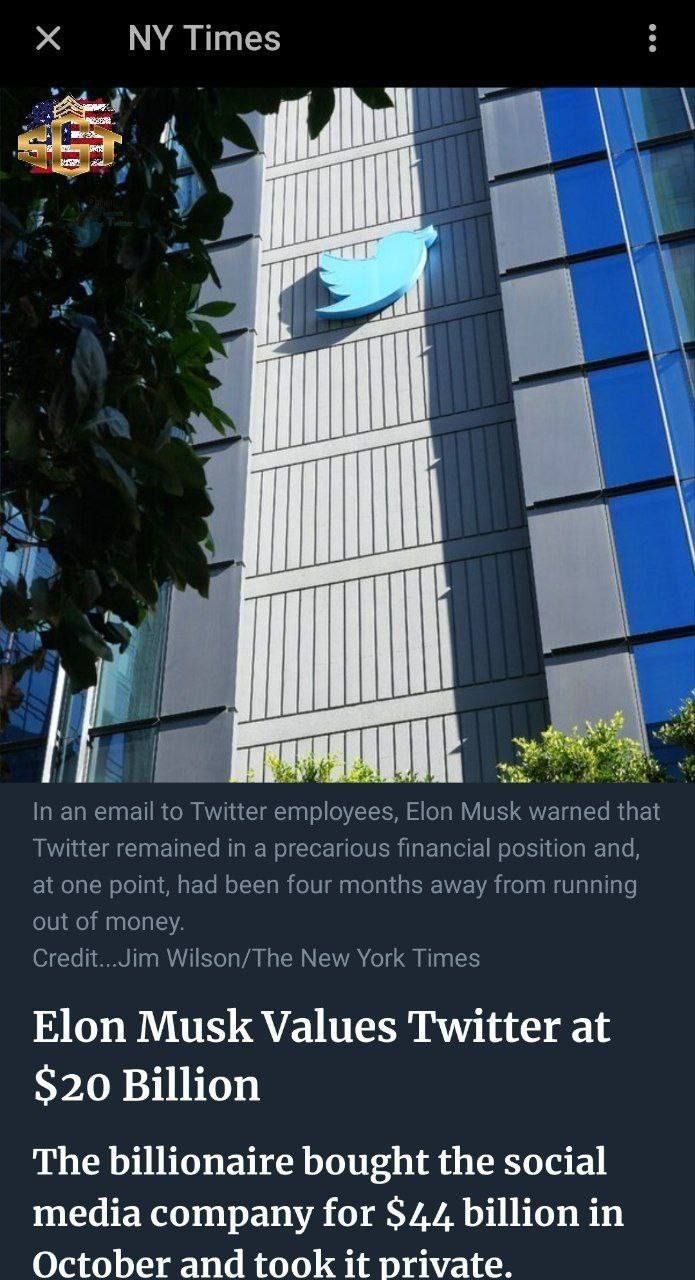 NY Times
SGT
In an email to Twitter employees, Elon Musk warned that
Twitter remained in a precarious financial position and,
at one point, had been four months away from running
out of money.
Credit...Jim Wilson/The New York Times
Elon Musk Values Twitter at
$20 Billion
The billionaire bought the social
media company for $44 billion in
October and took it private.